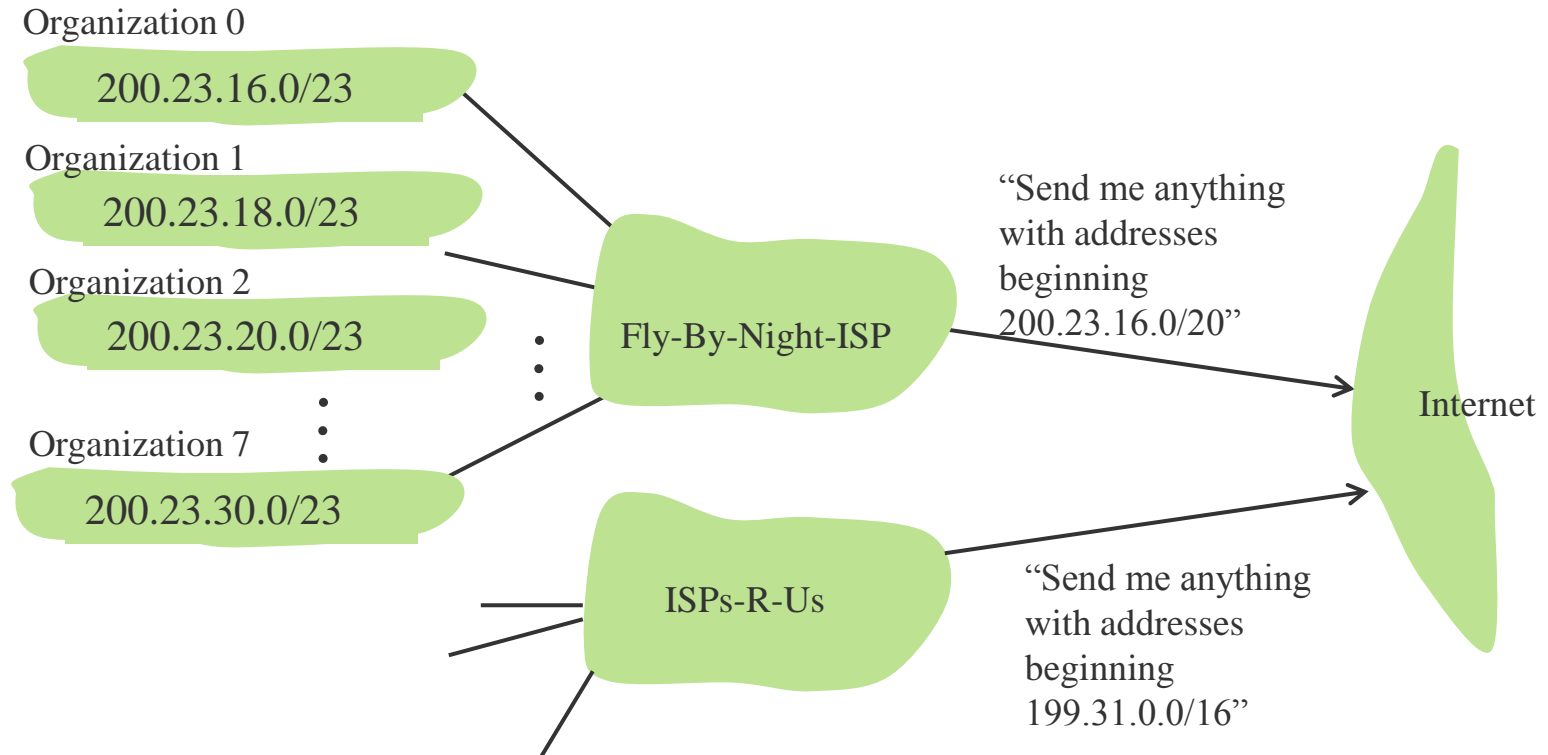 Organization 0
200.23.16.0/23
Organization 1
200.23.18.0/23
Organization 2
200.23.20.0/23
Organization 7
200.23.30.0/23
Fly-By-Night-ISP
“Send me anything
with addresses
beginning
200.23.16.0/20”
Internet
ISPs-R-Us
“Send me anything
with addresses
beginning
199.31.0.0/16”